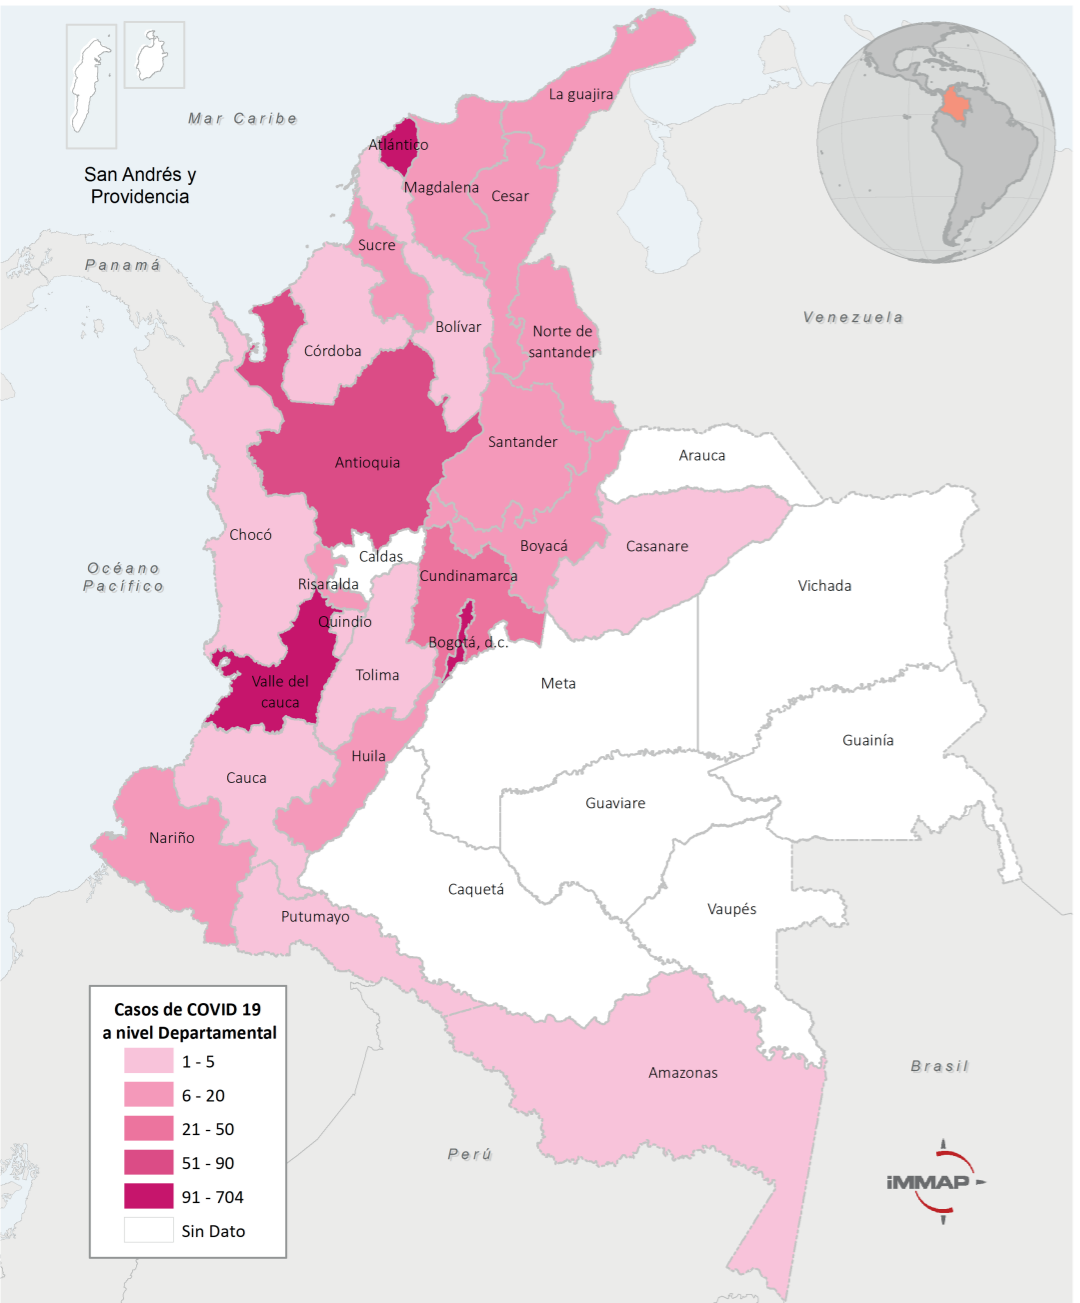 La guajira
Mar Caribe
Atlántico
San Andrés y
Providencia
Magdalena
Cesar
Sucre
Panamá
Venezuela
Bolívar
Norte de
santander
Córdoba
Santander
Arauca
Antioquia
Chocó
Boyacá
Casanare
Caldas
Océano
Pacífico
Cundinamarca
Risaralda
Vichada
Quindio
Bogotá, d.c.
Tolima
Valle del
cauca
Meta
Guainía
Huila
Cauca
Guaviare
Nariño
Caquetá
Vaupés
Putumayo
Casos de COVID 19
a nivel Departamental
1 - 5
6 - 20
21 - 50
51 - 90
91 - 704
Sin Dato
Amazonas
Brasil
Perú
iMMAP